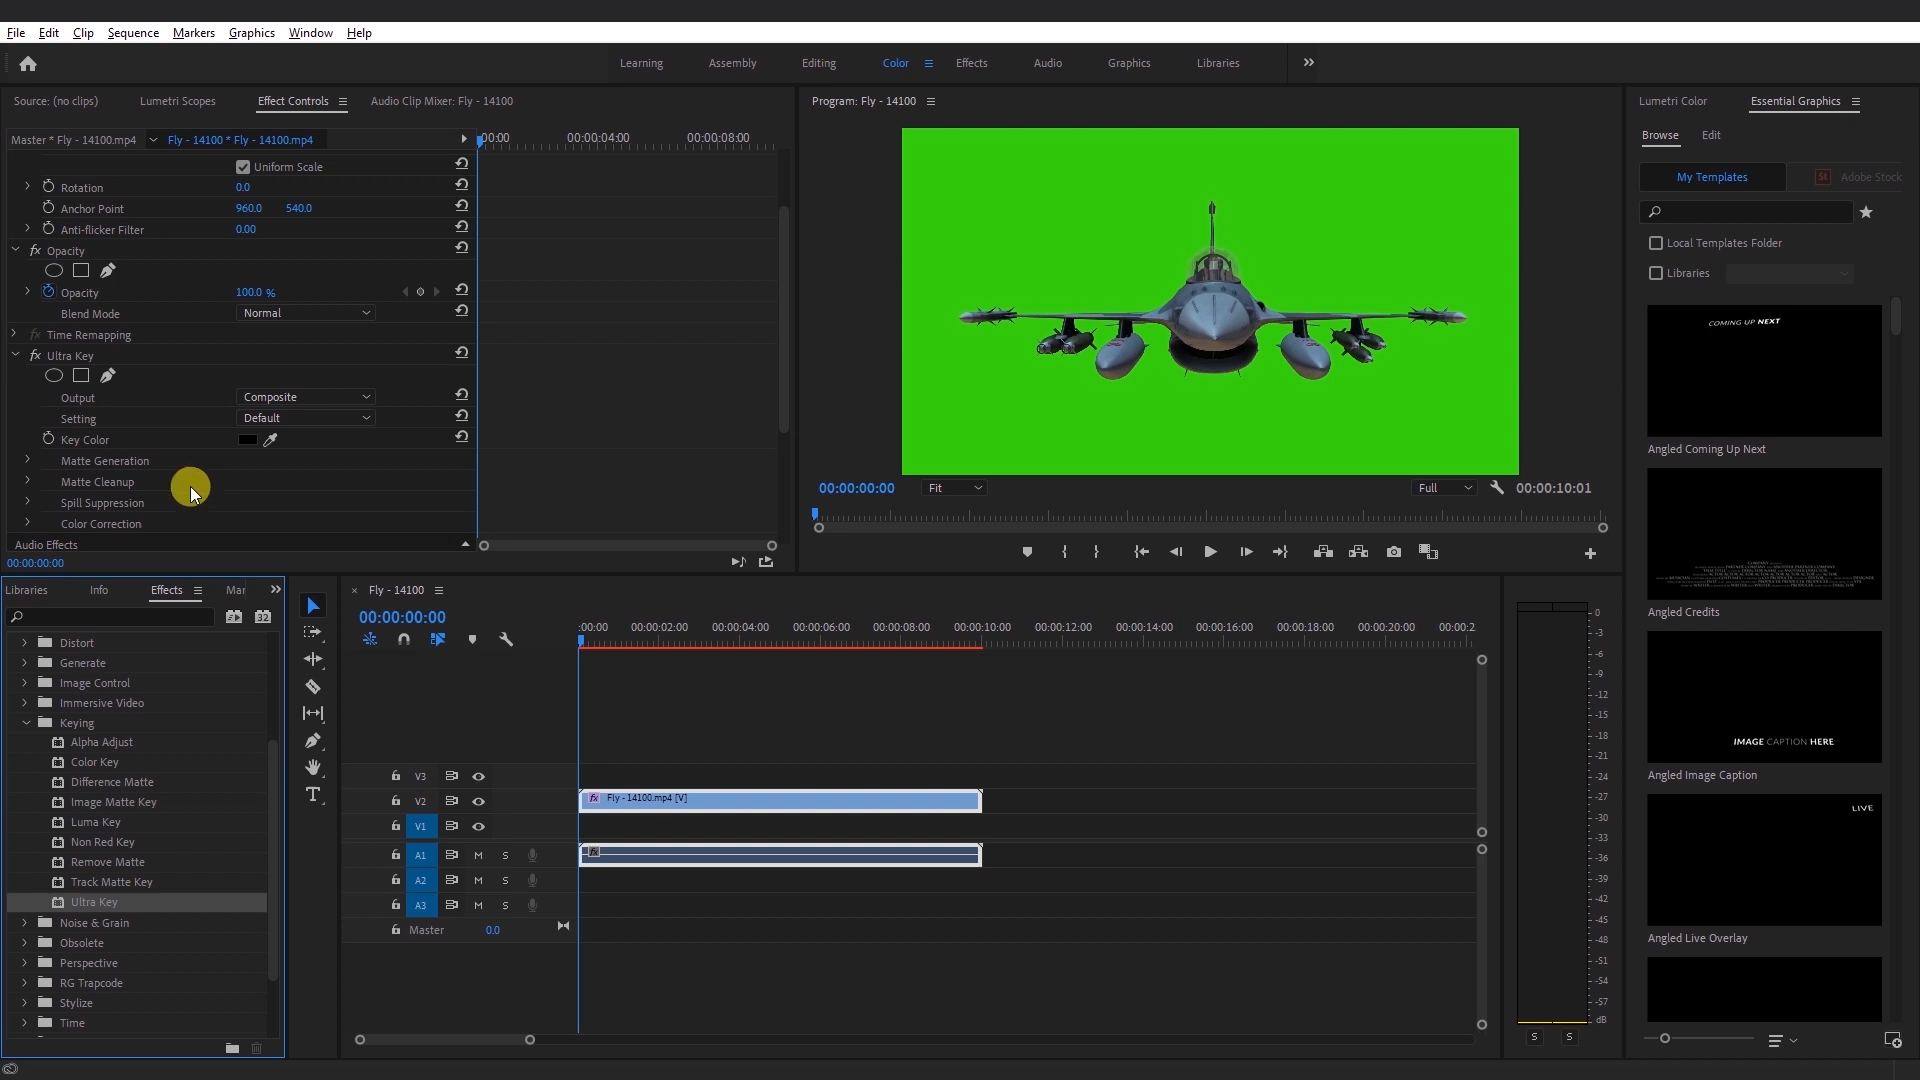 File Edit Clip Sequence Markers Graphics Window Help
Learning Assembly Editing Color Effects Audio Graphics Libraries
Source: (no clips) Lumetri Scopes Effect Controls Audio Clip Mixer: Fly - 14100
Master * Fly - 14100.mp4 Fly - 14100 * Fly - 14100.mp4
00:00 00:00:04:00 00:00:08:00
Uniform Scale
Rotation 0.0
Anchor Point 960.0 540.0
Anti-flicker Filter 0.00
fx Opacity
Opacity 100.0 %
Blend Mode Normal
fx Time Remapping
fx Ultra Key
Output Composite
Setting Default
Key Color
Matte Generation
Matte Cleanup
Spill Suppression
Color Correction
Audio Effects
00:00:00:00
Program: Fly - 14100
00:00:00:00 Fit Full 00:00:10:01
Lumetri Color Essential Graphics
Browse Edit
My Templates St Adobe Stock
Local Templates Folder
Libraries
COMING UP NEXT
Angled Coming Up Next
Angled Credits
IMAGE CAPTION HERE
Angled Image Caption
LIVE
Angled Live Overlay
Libraries Info Effects Mar
32
Distort
Generate
Image Control
Immersive Video
Keying
Alpha Adjust
Color Key
Difference Matte
Image Matte Key
Luma Key
Non Red Key
Remove Matte
Track Matte Key
Ultra Key
Noise & Grain
Obsolete
Perspective
RG Trapcode
Stylize
Time
× Fly - 14100
00:00:00:00
:00:00 00:00:02:00 00:00:04:00 00:00:06:00 00:00:08:00 00:00:10:00 00:00:12:00 00:00:14:00 00:00:16:00 00:00:18:00 00:00:20:00 00:00:2
V3
V2 fx Fly - 14100.mp4 [V]
V1
A1 M S fx
A2 M S
A3 M S
Master 0.0
0
-3
-6
-9
-12
-15
-18
-21
-24
-27
-30
-33
-36
-39
-42
-45
-48
-51
-54
-57
dB
S S